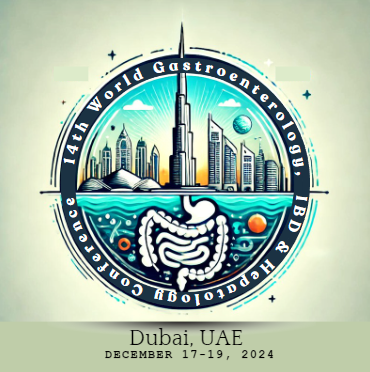 14th World Gastroenterology, IBD & Hepatology Conference
Dubai, UAE
DECEMBER 17-19, 2024